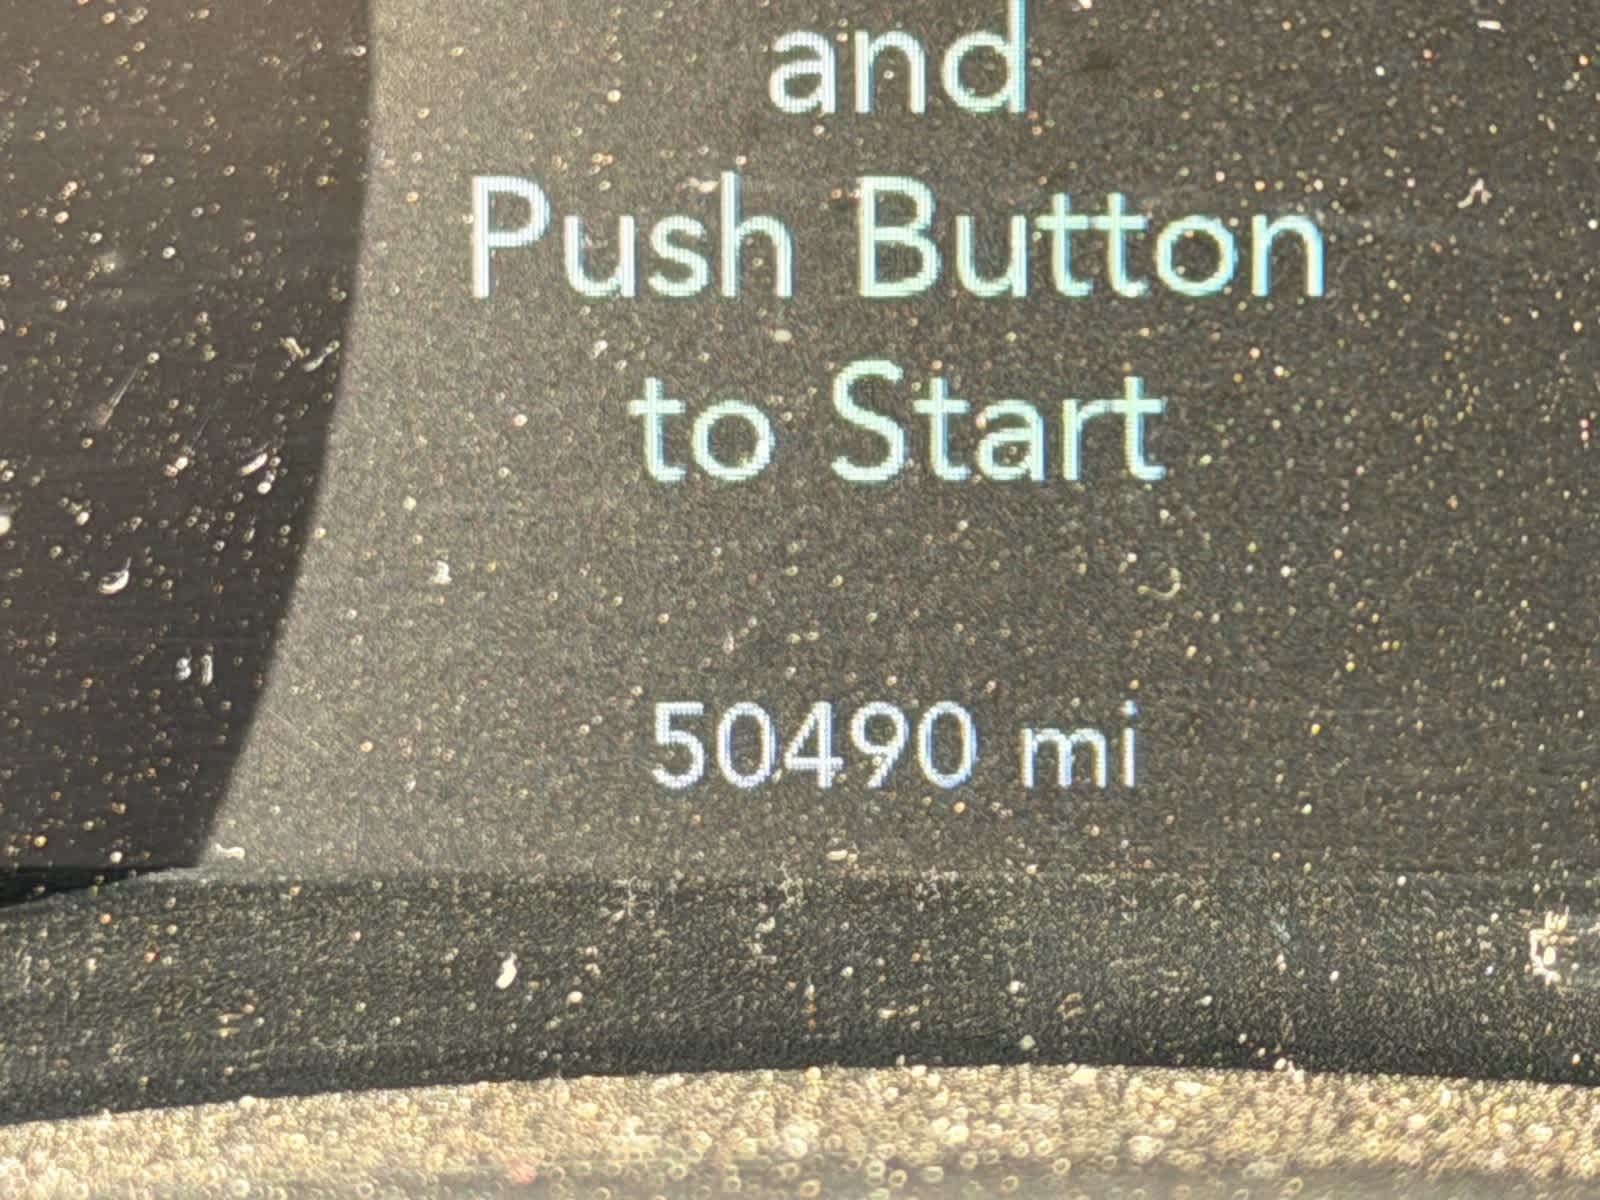 and
Push Button
to Start
50490 mi